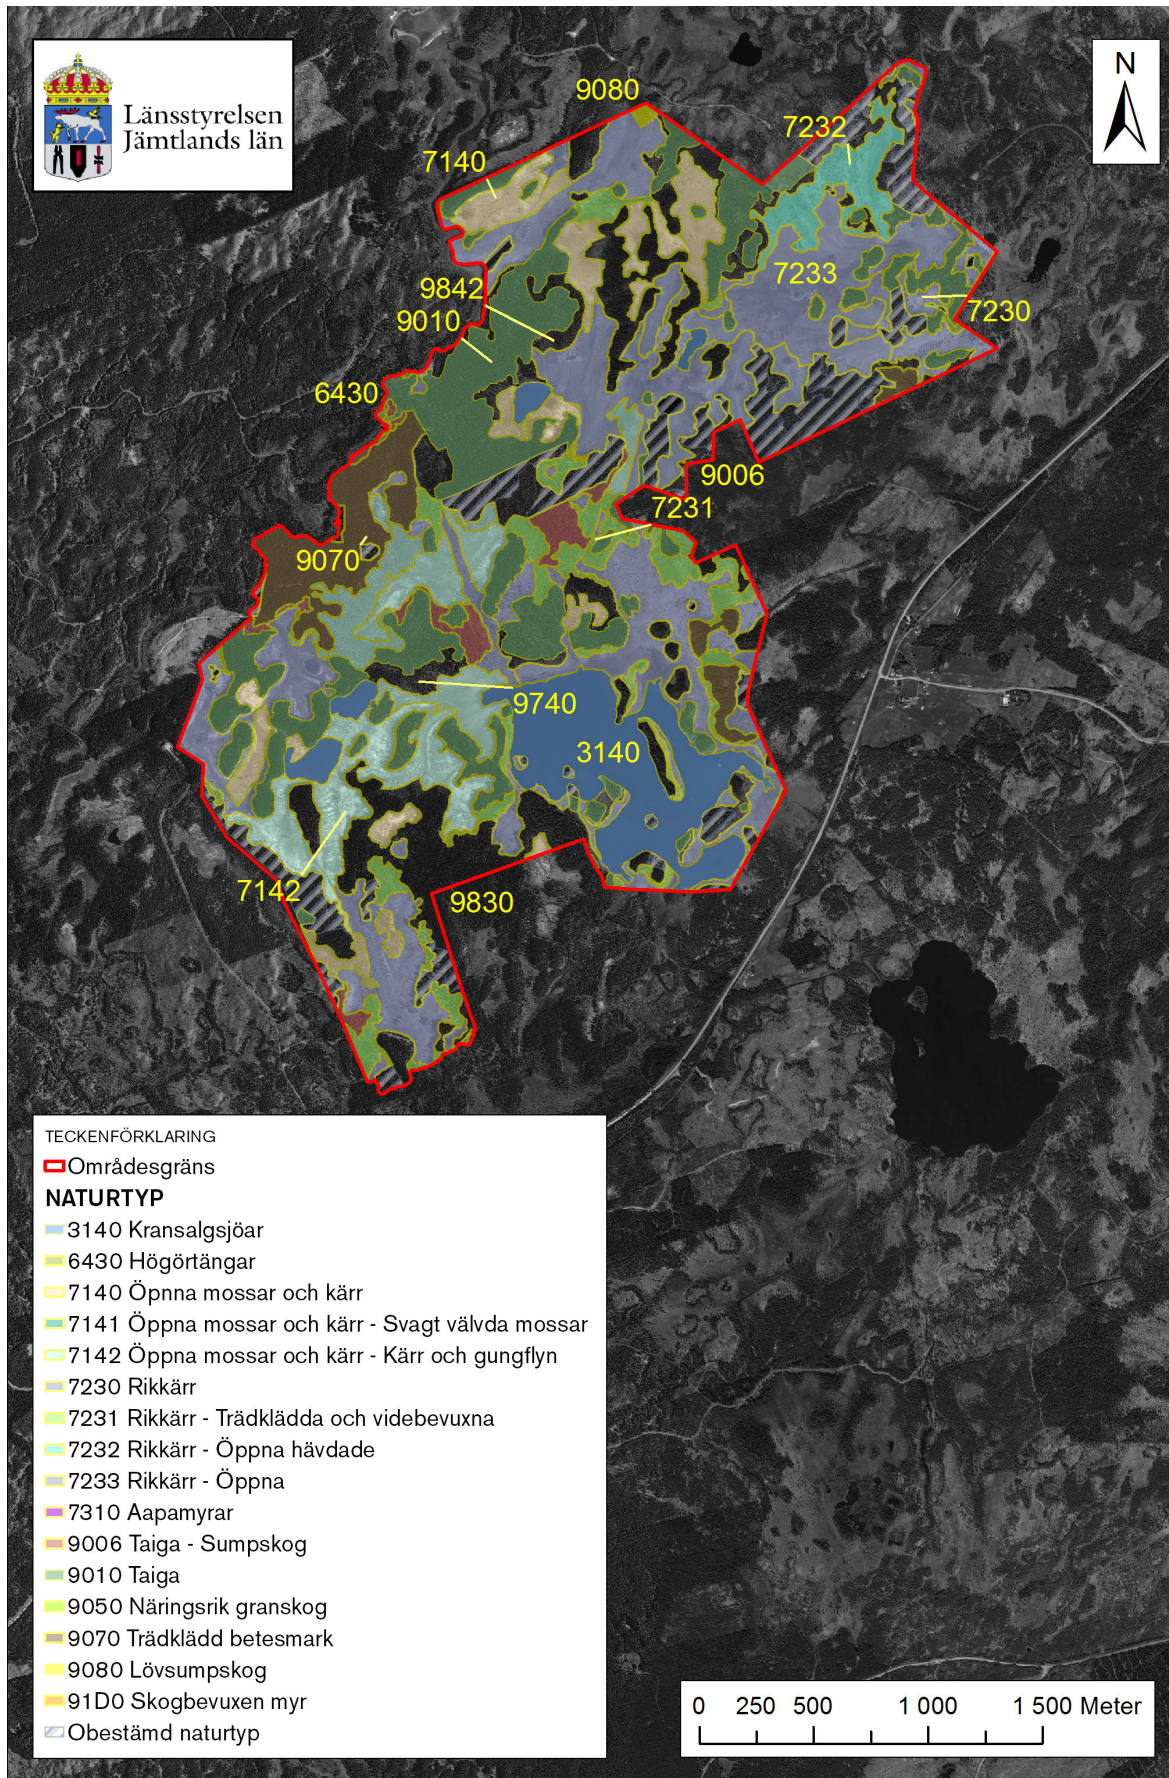 Länsstyrelsen
Jämtlands län
N
9080
7232
7140
7233
9842
7230
9010
6430
9006
7231
9070
9740
3140
7142
9830
TECKENFÖRKLARING
Områdesgräns
NATURTYP
3140 Kransalgsjöar
6430 Högörtängar
7140 Öpnna mossar och kärr
7141 Öppna mossar och kärr - Svagt välvda mossar
7142 Öppna mossar och kärr - Kärr och gungflyn
7230 Rikkärr
7231 Rikkärr - Trädklädda och videbevuxna
7232 Rikkärr - Öppna hävdade
7233 Rikkärr - Öppna
7310 Aapamyrar
9006 Taiga - Sumpskog
9010 Taiga
9050 Näringsrik granskog
9070 Trädklädd betesmark
9080 Lövsumpskog
91D0 Skogbevuxen myr
Obestämd naturtyp
0 250 500 1 000 1 500 Meter